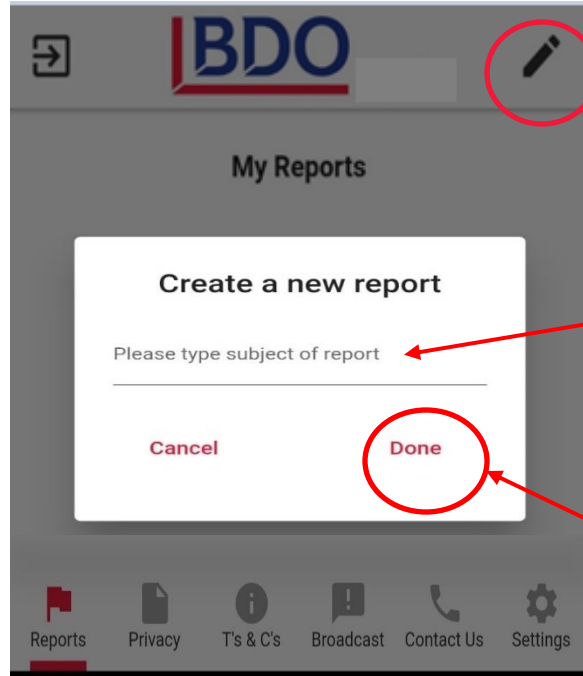 BDO
My Reports
Create a new report
Please type subject of report
Cancel Done
Reports Privacy T's & C's Broadcast Contact Us Settings